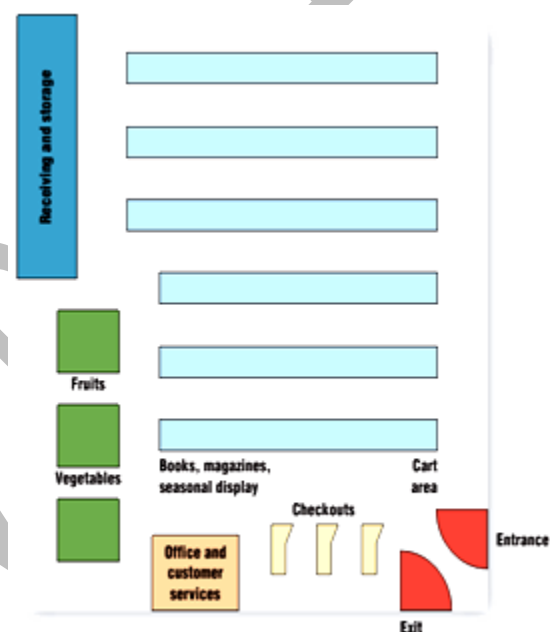 Receiving and storage
Fruits
Vegetables
Books, magazines,
seasonal display
Cart
area
Checkouts
Office and
customer
services
Entrance
Exit